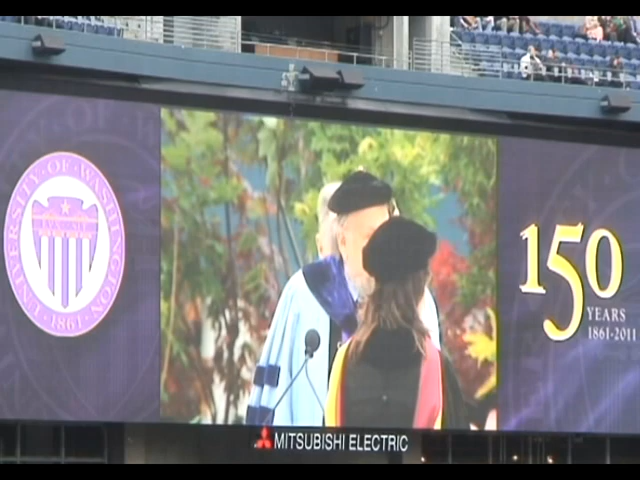 UNIVERSITY OF WASHINGTON
1861
150
YEARS
1861-2011
MITSUBISHI ELECTRIC